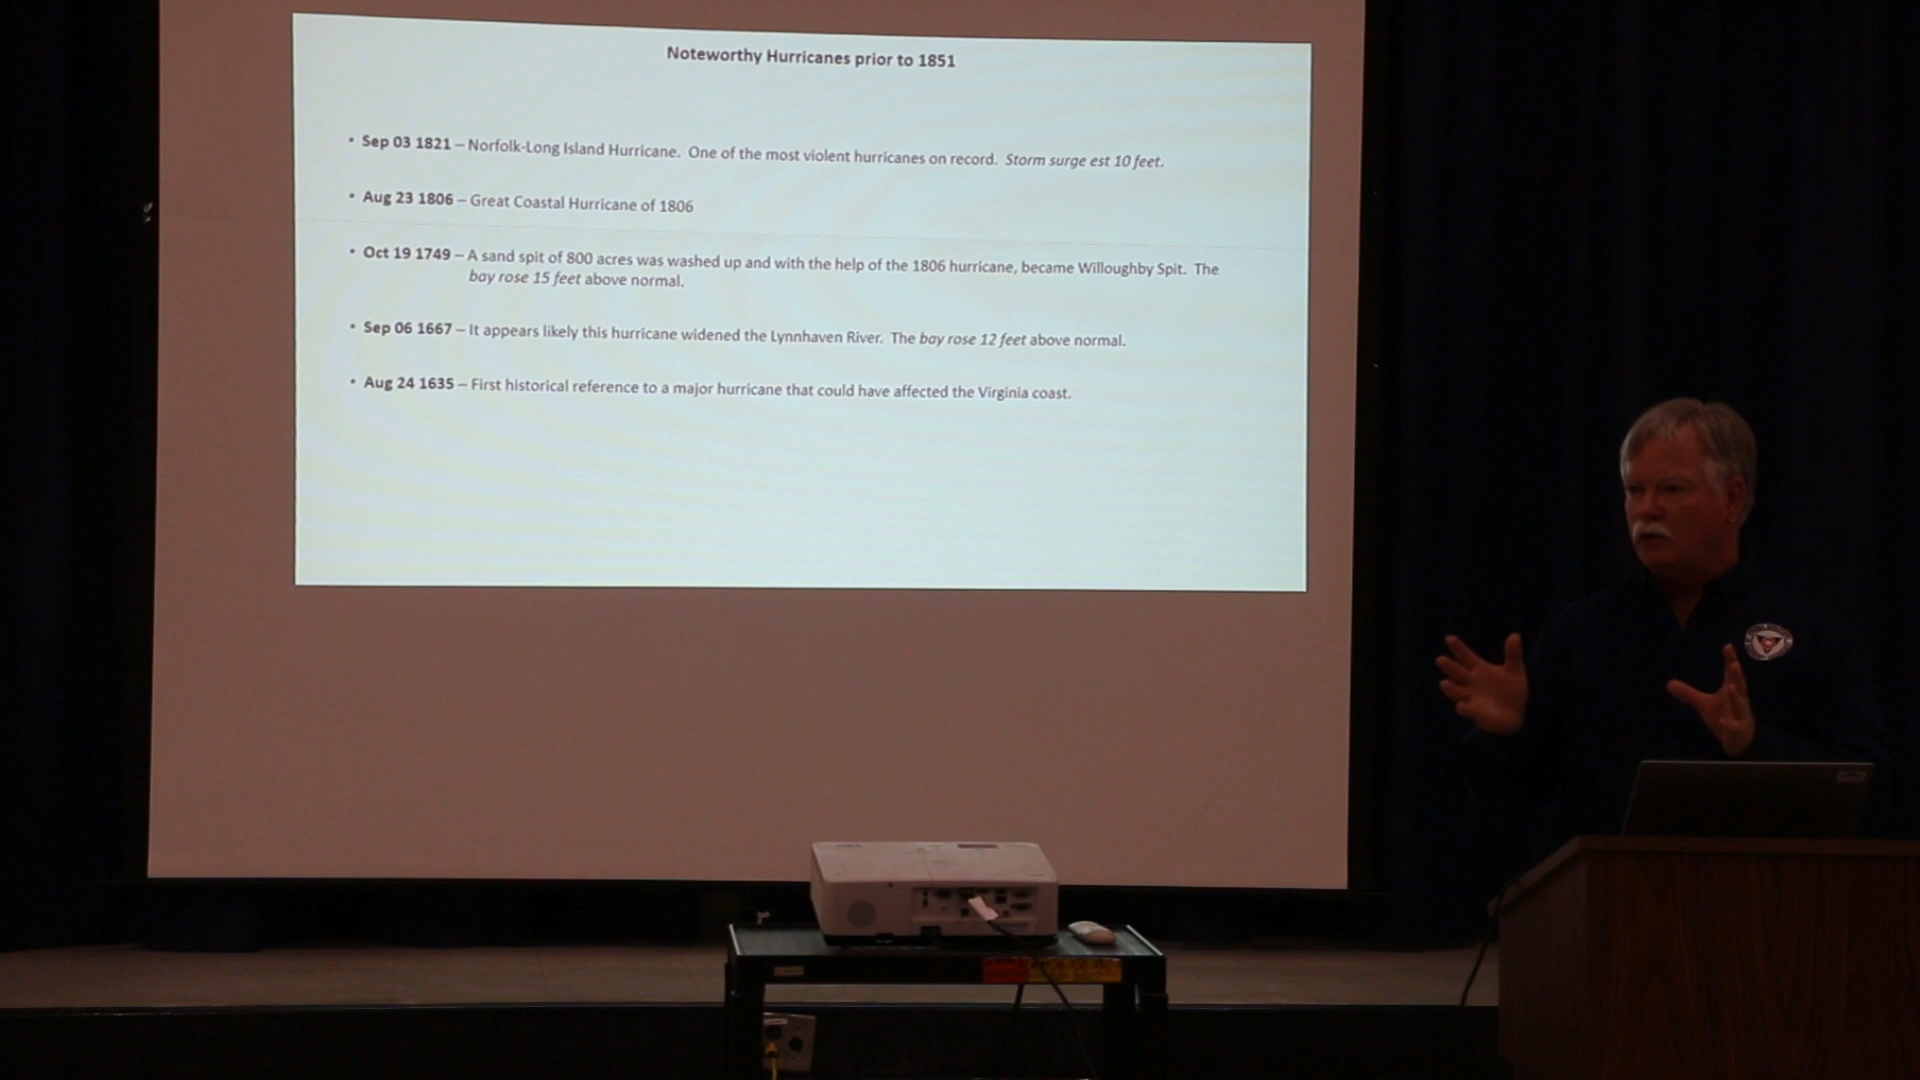 Noteworthy Hurricanes prior to 1851
• Sep 03 1821 – Norfolk-Long Island Hurricane. One of the most violent hurricanes on record. Storm surge est 10 feet.
• Aug 23 1806 – Great Coastal Hurricane of 1806
• Oct 19 1749 – A sand spit of 800 acres was washed up and with the help of the 1806 hurricane, became Willoughby Spit. The
bay rose 15 feet above normal.
• Sep 06 1667 – It appears likely this hurricane widened the Lynnhaven River. The bay rose 12 feet above normal.
• Aug 24 1635 – First historical reference to a major hurricane that could have affected the Virginia coast.